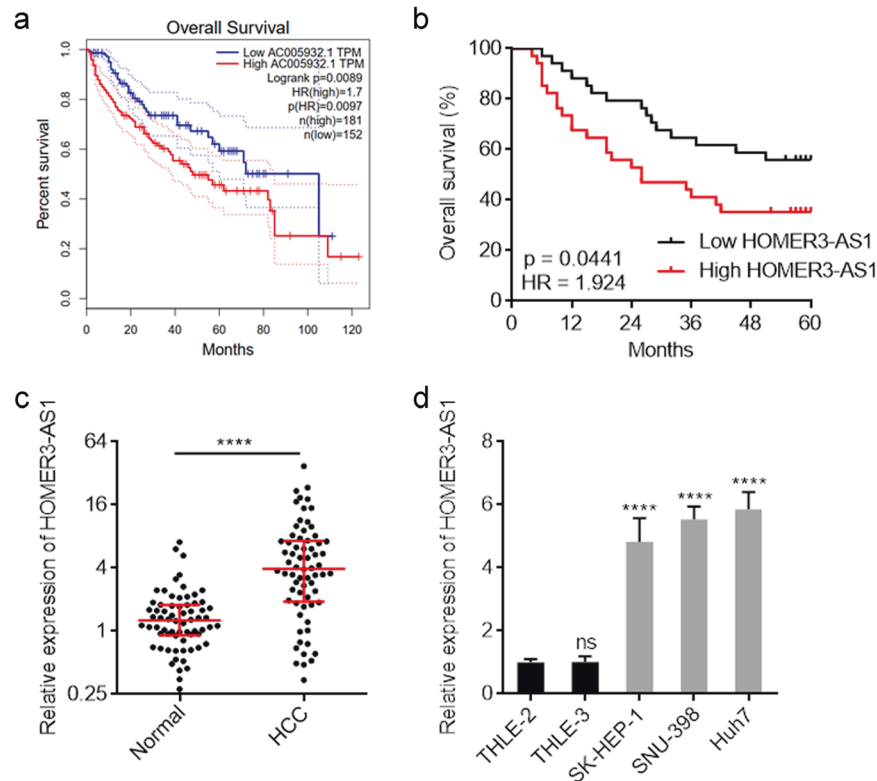 a
Overall Survival
Low AC005932.1 TPM
High AC005932.1 TPM
Logrank p=0.0089
HR(high)=1.7
p(HR)=0.0097
n(high)=181
n(low)=152
Percent survival
1.0
0.8
0.6
0.4
0.2
0.0
0 20 40 60 80 100 120
Months
b
Overall survival (%)
100
80
60
40
20
0
Low HOMER3-AS1
High HOMER3-AS1
p = 0.0441
HR = 1.924
0 12 24 36 48 60
Months
c
Relative expression of HOMER3-AS1
64
16
4
1
0.25
****
Normal HCC
d
Relative expression of HOMER3-AS1
8
6
4
2
0
ns **** **** ****
THLE-2 THLE-3 SK-HEP-1 SNU-398 Huh7